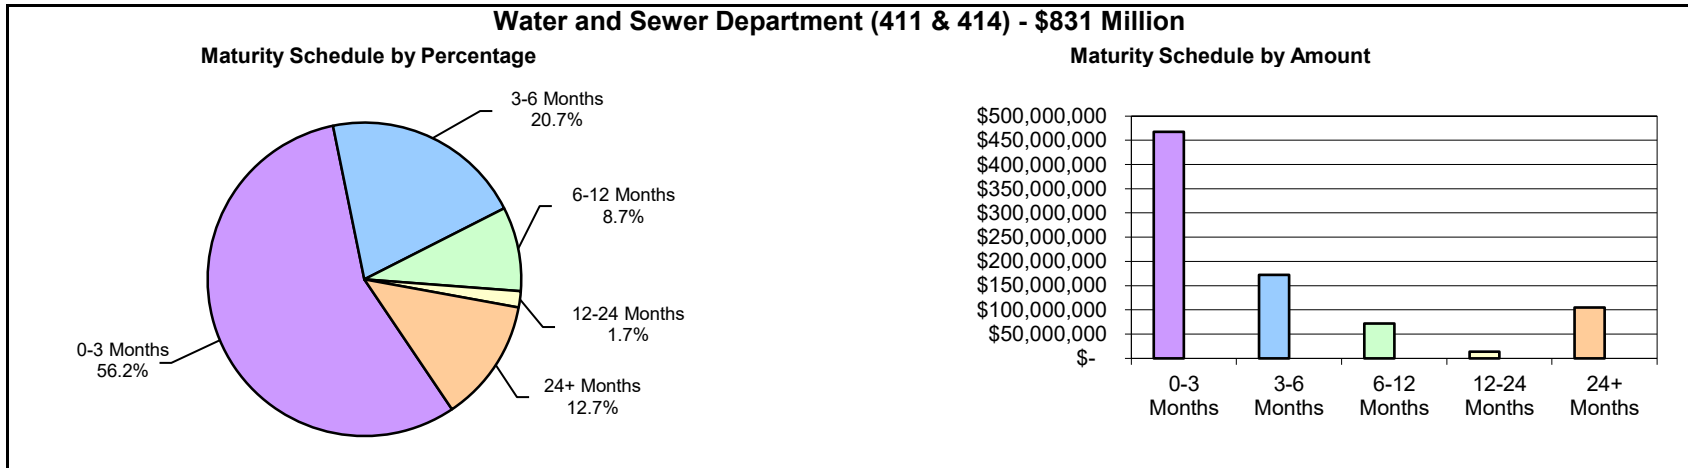 Water and Sewer Department (411 & 414) - $831 Million
Maturity Schedule by Percentage
3-6 Months
20.7%
6-12 Months
8.7%
12-24 Months
1.7%
24+ Months
12.7%
0-3 Months
56.2%
Maturity Schedule by Amount
$500,000,000
$450,000,000
$400,000,000
$350,000,000
$300,000,000
$250,000,000
$200,000,000
$150,000,000
$100,000,000
$50,000,000
$-
0-3 3-6 6-12 12-24 24+
Months Months Months Months Months